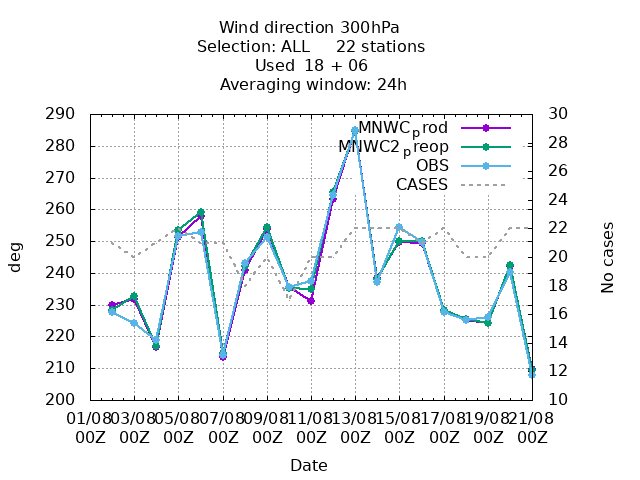 Wind direction 300hPa
Selection: ALL     22 stations
Used  18 + 06
Averaging window: 24h
MNWCprod
MNWC2preop
OBS
CASES
290
280
270
260
250
240
230
220
210
200
deg
30
28
26
24
22
20
18
16
14
12
10
No cases
01/08 03/08 05/08 07/08 09/08 11/08 13/08 15/08 17/08 19/08 21/08
00Z 00Z 00Z 00Z 00Z 00Z 00Z 00Z 00Z 00Z 00Z
Date